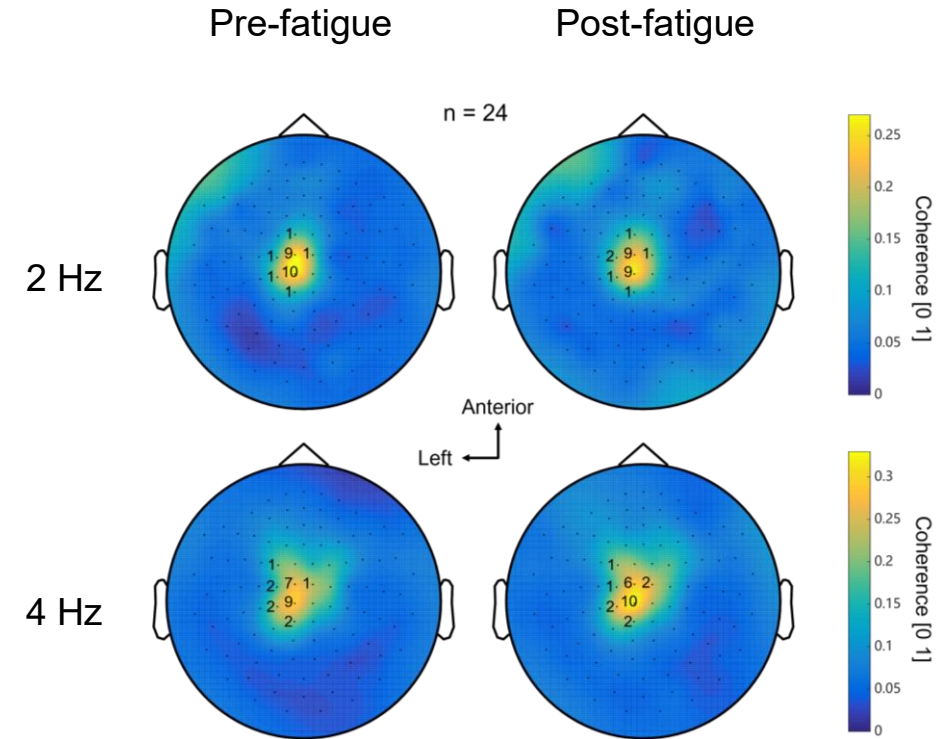 Pre-fatigue Post-fatigue
n = 24
2 Hz
1
1 9 1
1 10
1
1
2 9 1
1 9
1
0.25
0.2
0.15
0.1
0.05
0
Coherence [0 1]
Anterior
Left
4 Hz
1
2 7 1
2 9
2
1
1 6 2
2 10
2
0.3
0.25
0.2
0.15
0.1
0.05
0
Coherence [0 1]